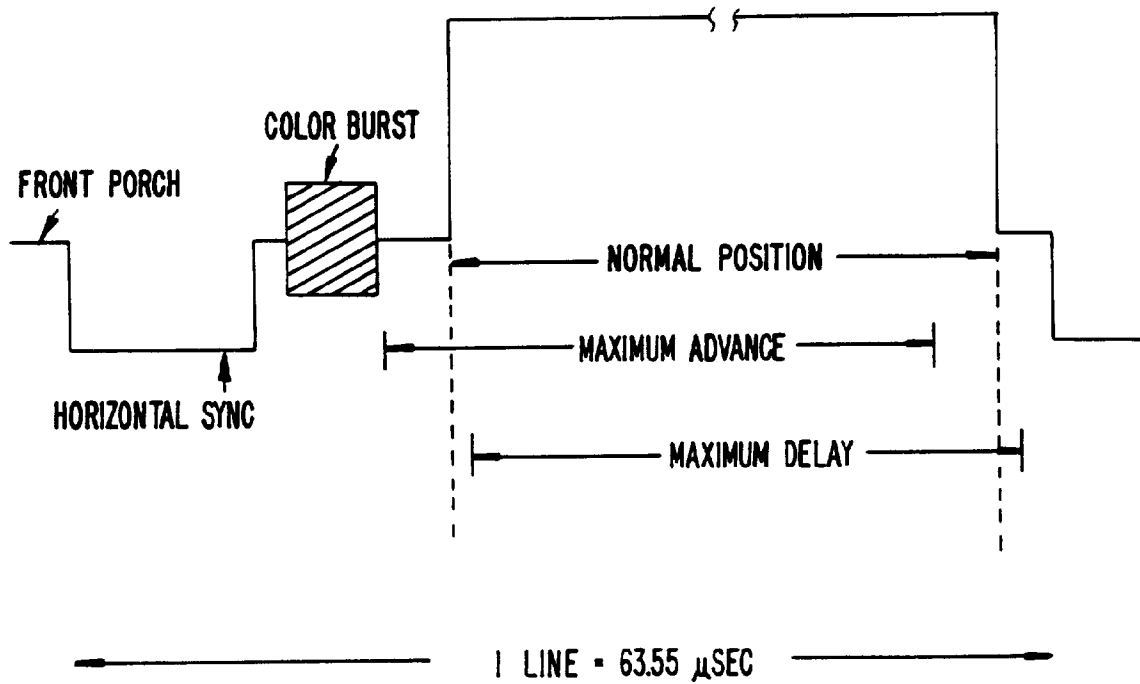 COLOR BURST
FRONT PORCH
NORMAL POSITION
MAXIMUM ADVANCE
HORIZONTAL SYNC
MAXIMUM DELAY
1 LINE = 63.55 μSEC